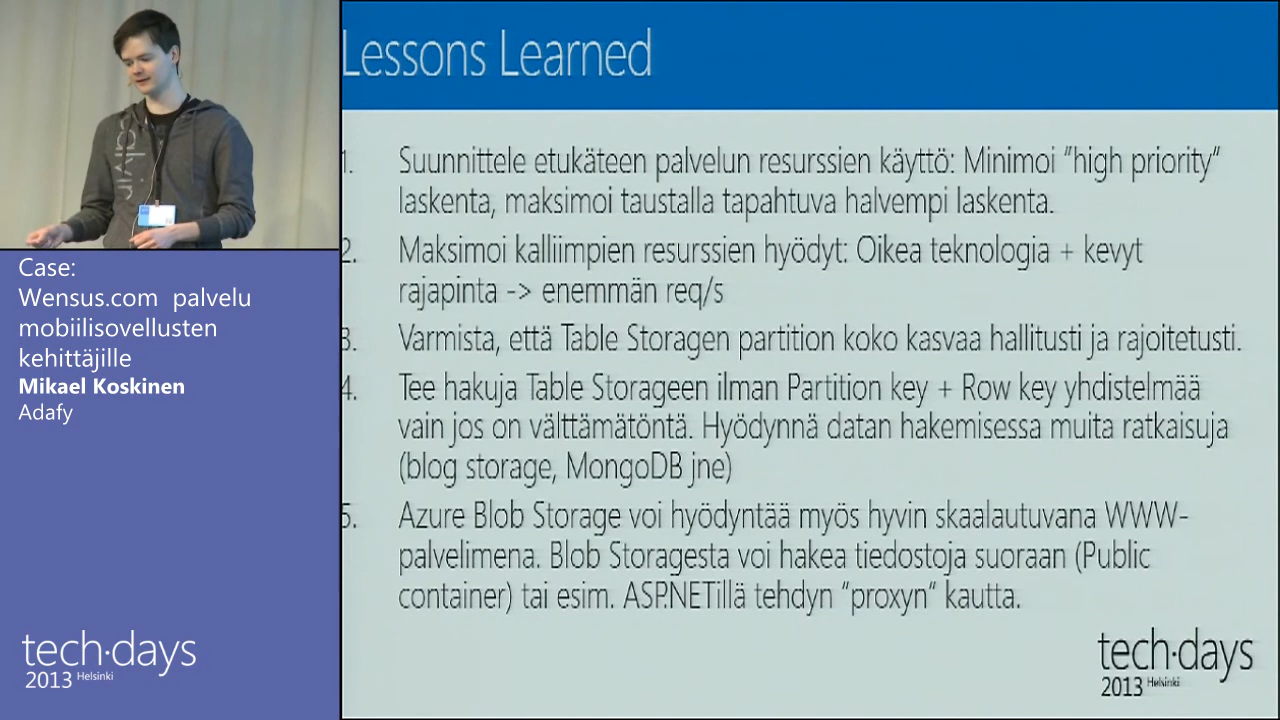 Lessons Learned
1. Suunnittele etukäteen palvelun resurssien käyttö: Minimoi "high priority"
laskenta, maksimoi taustalla tapahtuva halvempi laskenta.
2. Maksimoi kalliimpien resurssien hyödyt: Oikea teknologia + kevyt
rajapinta -> enemmän req/s
3. Varmista, että Table Storagen partition koko kasvaa hallitusti ja rajoitetusti.
4. Tee hakuja Table Storageen ilman Partition key + Row key yhdistelmää
vain jos on välttämätöntä. Hyödynnä datan hakemisessa muita ratkaisuja
(blog storage, MongoDB jne)
5. Azure Blob Storage voi hyödyntää myös hyvin skaalautuvana WWW-
palvelimena. Blob Storagesta voi hakea tiedostoja suoraan (Public
container) tai esim. ASP.NETillä tehdyn "proxyn" kautta.
tech·days
2013 Helsinki
Case:
Wensus.com palvelu
mobiilisovellusten
kehittäjille
Mikael Koskinen
Adafy
tech·days
2013 Helsinki